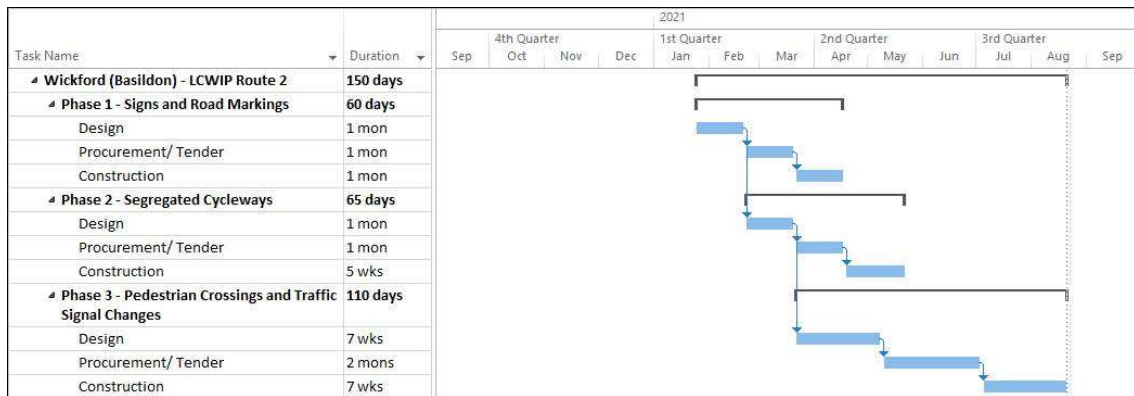 2021
4th Quarter 1st Quarter 2nd Quarter 3rd Quarter
Task Name Duration Sep Oct Nov Dec Jan Feb Mar Apr May Jun Jul Aug Sep
Wickford (Basildon) - LCWIP Route 2 150 days
Phase 1 - Signs and Road Markings 60 days
Design 1 mon
Procurement/ Tender 1 mon
Construction 1 mon
Phase 2 - Segregated Cycleways 65 days
Design 1 mon
Procurement/ Tender 1 mon
Construction 5 wks
Phase 3 - Pedestrian Crossings and Traffic 110 days
Signal Changes
Design 7 wks
Procurement/ Tender 2 mons
Construction 7 wks